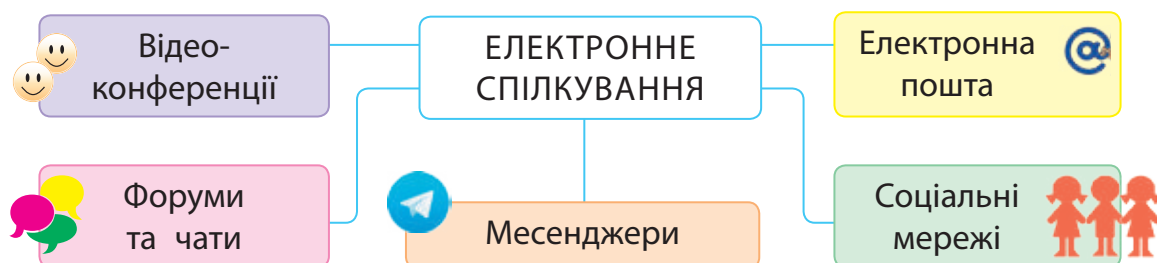 Відео-
конференції
ЕЛЕКТРОННЕ
СПІЛКУВАННЯ
Електронна
пошта
@
Форуми
та чати
Месенджери
Соціальні
мережі